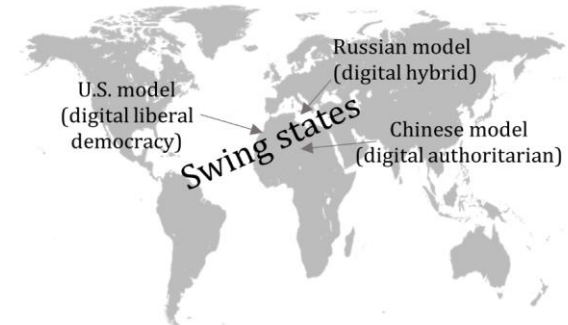 Russian model
(digital hybrid)
U.S. model
(digital liberal
democracy)
Swing states
Chinese model
(digital authoritarian)